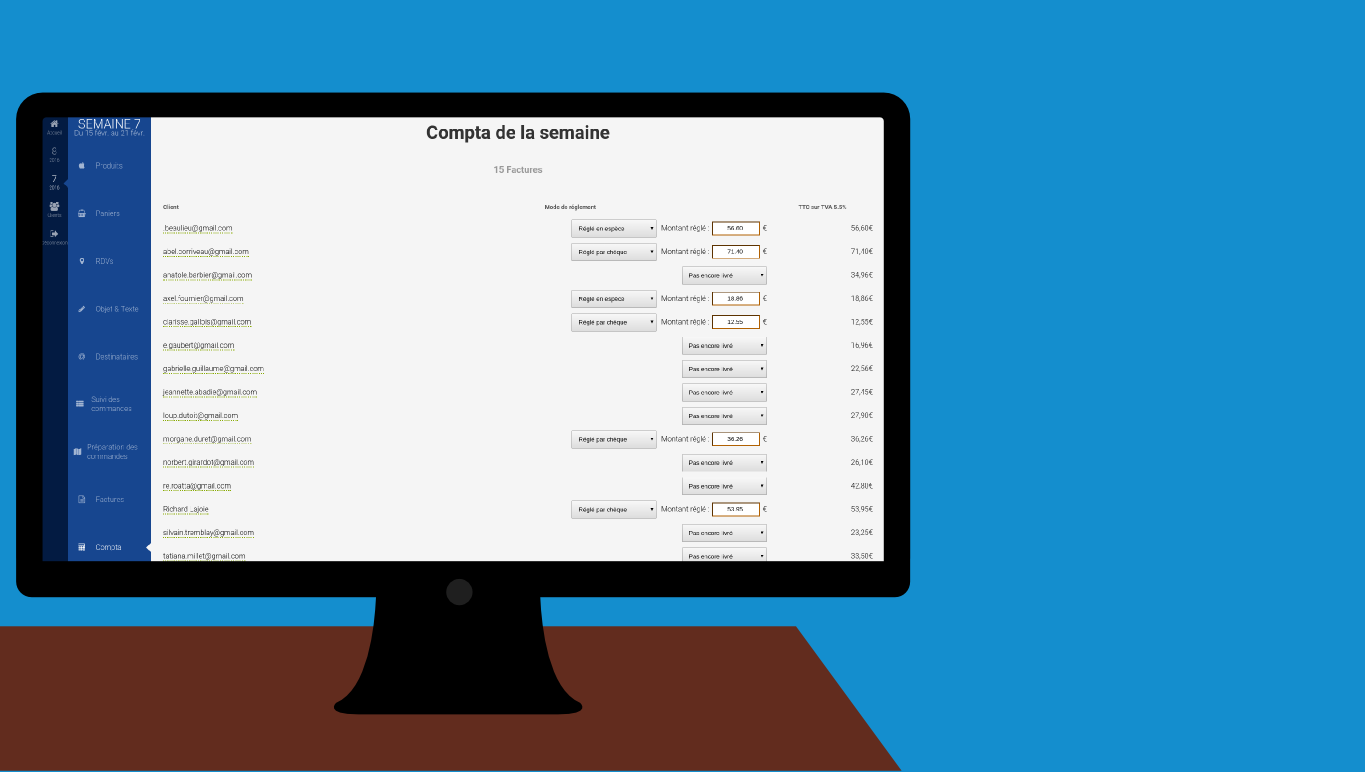 Accueil
8
2016
7
2016
Clients
SEMAINE 7
Du 15 févr. au 21 févr.
Produits
Paniers
RDVs
Objet & Texte
Destinataires
Suivi des
commandes
Préparation des
commandes
Factures
Compta
Compta de la semaine
15 Factures
Client Mode de règlement TTC sur TVA 5.5%
.beaulieu@gmail.com Réglé en espèce Montant réglé : 56.60 € 56,60€
abel.corriveau@gmail.com Réglé par chèque Montant réglé : 71.40 € 71,40€
anatole.berbier@gmail.com Pas encore livré 34,96€
axel.fournier@gmail.com Réglé en espèce Montant réglé : 18.86 € 18,86€
clarisse.gallois@gmail.com Réglé par chèque Montant réglé : 12.55 € 12,55€
e.gaubert@gmail.com Pas encore livré 16,96€
gabrielle.guillaume@gmail.com Pas encore livré 22,56€
jeannette.abadie@gmail.com Pas encore livré 27,45€
loup.dutoit@gmail.com Pas encore livré 27,90€
morgane.duret@gmail.com Réglé par chèque Montant réglé : 36.26 € 36,26€
norbert.girardot@gmail.com Pas encore livré 26,10€
re.roatta@gmail.com Pas encore livré 42,80€
Richard Lajoie Réglé par chèque Montant réglé : 53.95 € 53,95€
silvain.tremblay@gmail.com Pas encore livré 23,25€
tatiana.millet@gmail.com Pas encore livré 33,50€